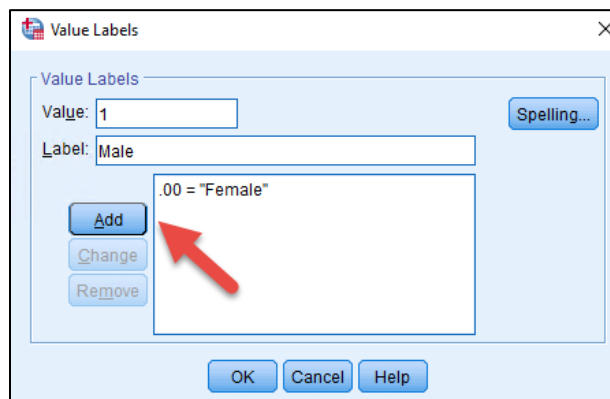 Value Labels
Value Labels
Value: 1
Spelling...
Label: Male
.00 = "Female"
Add
Change
Remove
OK Cancel Help